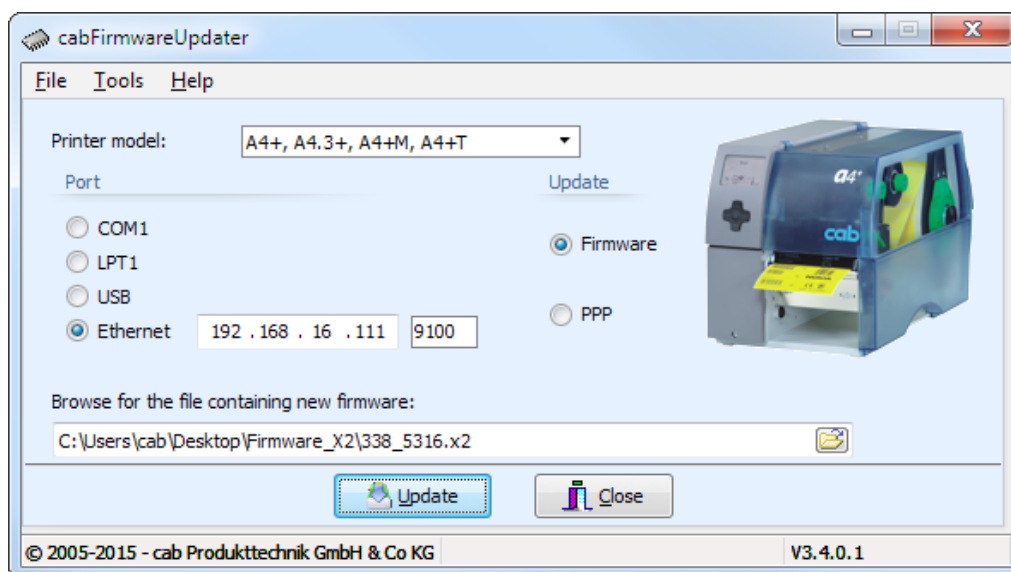 cabFirmwareUpdater
File Tools Help
Printer model: A4+, A4.3+, A4+M, A4+T
Port
Update
COM1
LPT1
USB
Ethernet 192 . 168 . 16 . 111 9100
Firmware
PPP
a4+
cab
Browse for the file containing new firmware:
C:\Users\cab\Desktop\Firmware_X2\338_5316.x2
Update Close
© 2005-2015 - cab Produkttechnik GmbH & Co KG V3.4.0.1